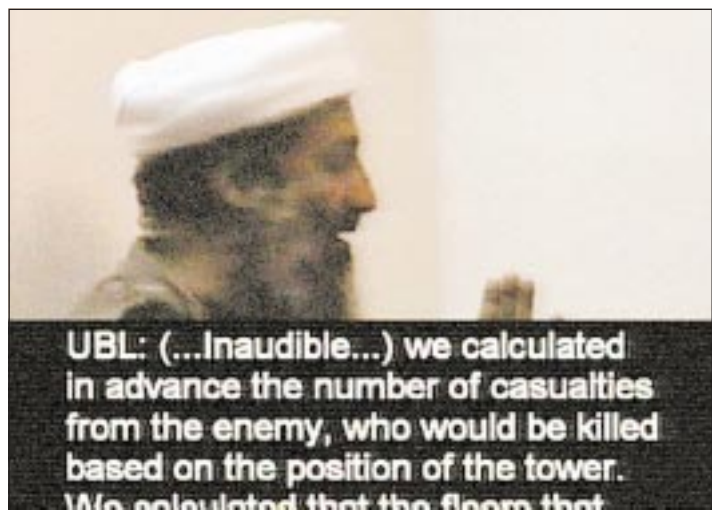 UBL: (...Inaudible...) we calculated
in advance the number of casualties
from the enemy, who would be killed
based on the position of the tower.
We calculated that the floors that